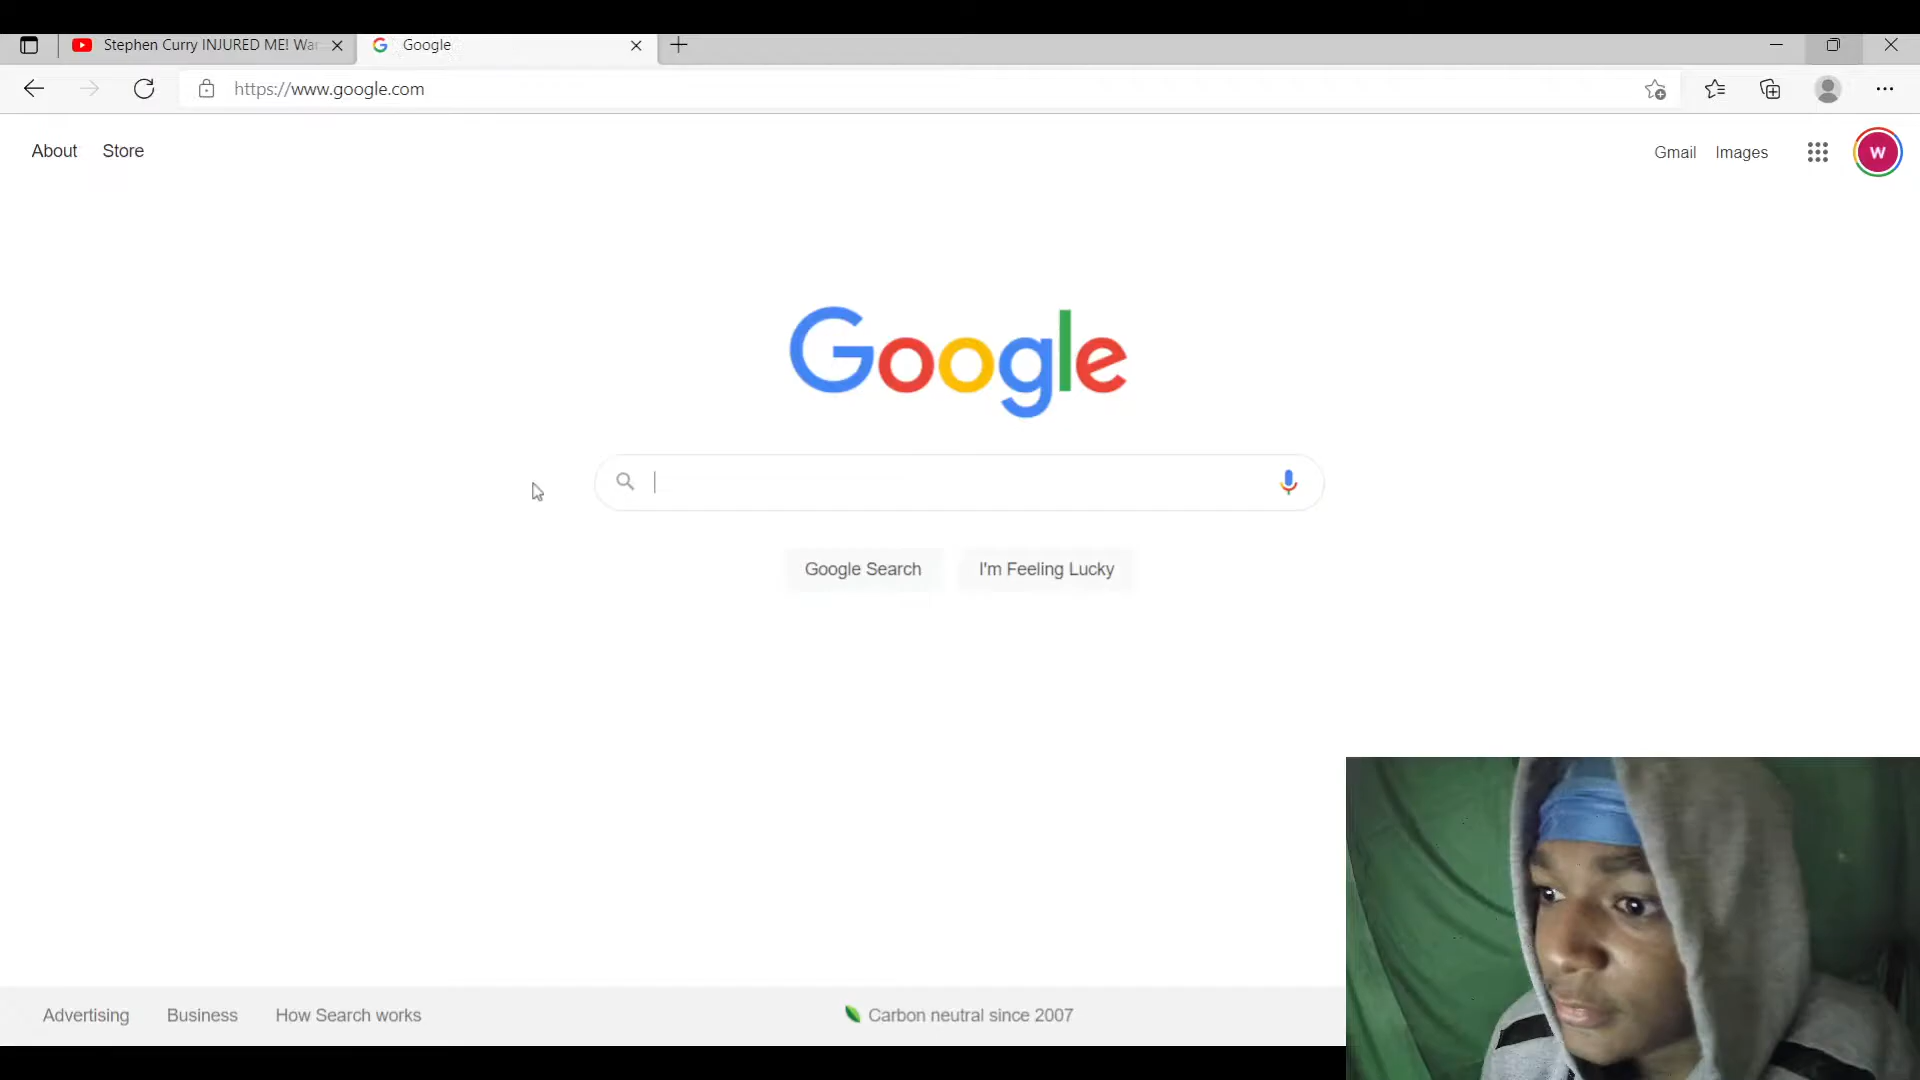 Stephen Curry INJURED ME! Wa
Google
https://www.google.com
About Store
Gmail Images
W
Google
Google Search I'm Feeling Lucky
Advertising Business How Search works
Carbon neutral since 2007